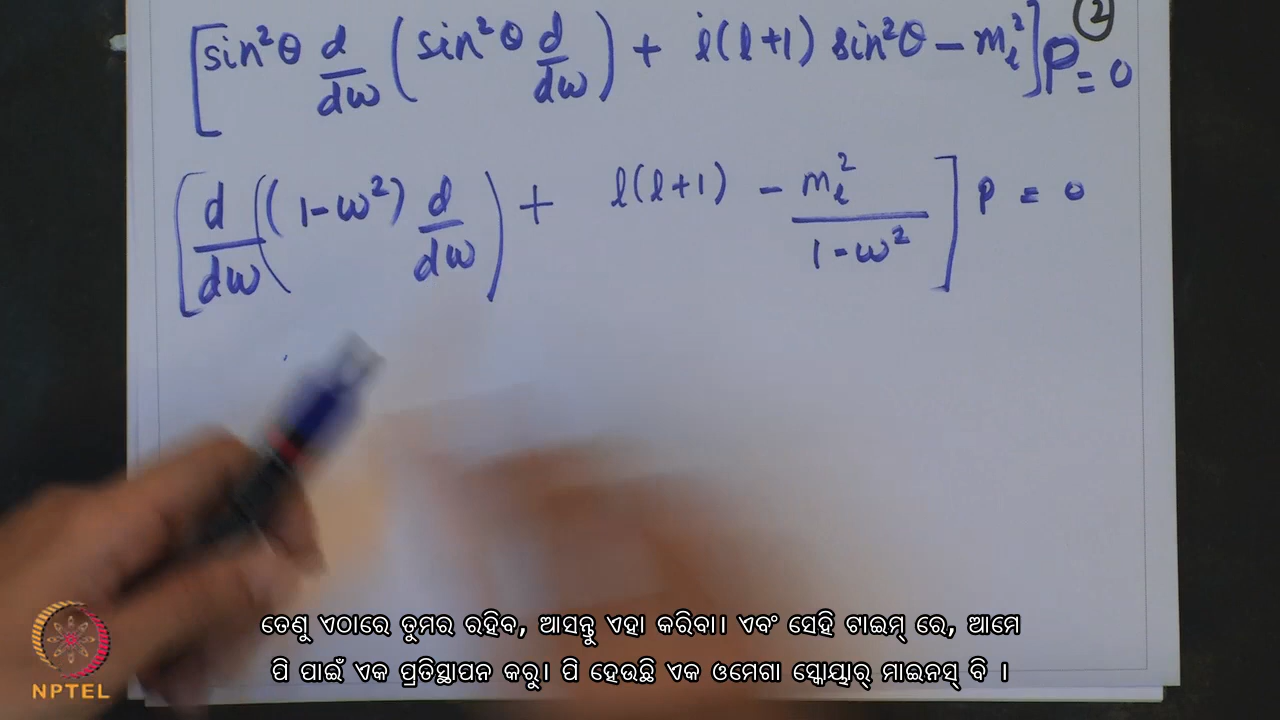 [sin²θ d/dω (sin²θ d/dω) + l(l+1) sin²θ - m_l²] P = 0 ②
[d/dω ((1-ω²) d/dω) + l(l+1) - m_l²/(1-ω²)] P = 0
ତେଣୁ ଏଠାରେ ତୁମର ରହିବ, ଆସନ୍ତୁ ଏହା କରିବା। ଏବଂ ସେହି ଟାଇମ୍ ରେ, ଆମେ
ପି ପାଇଁ ଏକ ପ୍ରତିସ୍ଥାପନ କରୁ। ପି ହେଉଛି ଏକ ଓମେଗା ସ୍କୋୟାର୍ ମାଇନସ୍ ବି ।
NPTEL